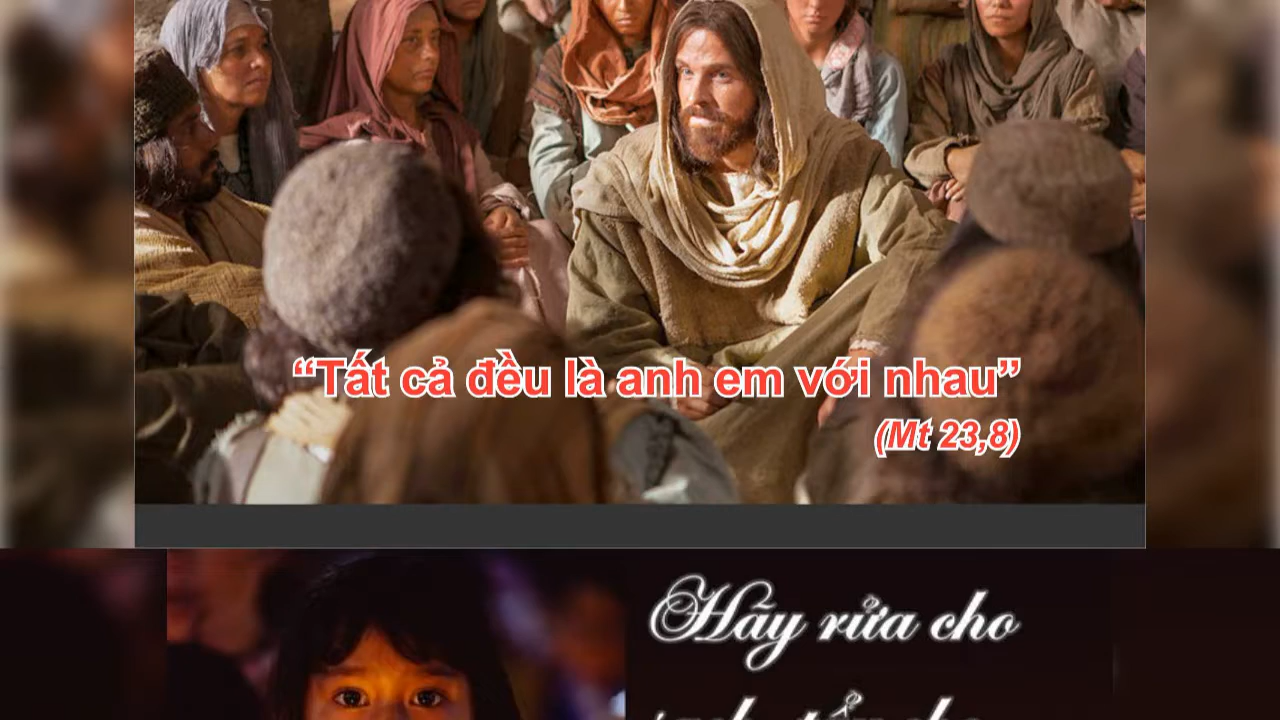 “Tất cả đều là anh em với nhau”
(Mt 23,8)
Hãy rửa cho